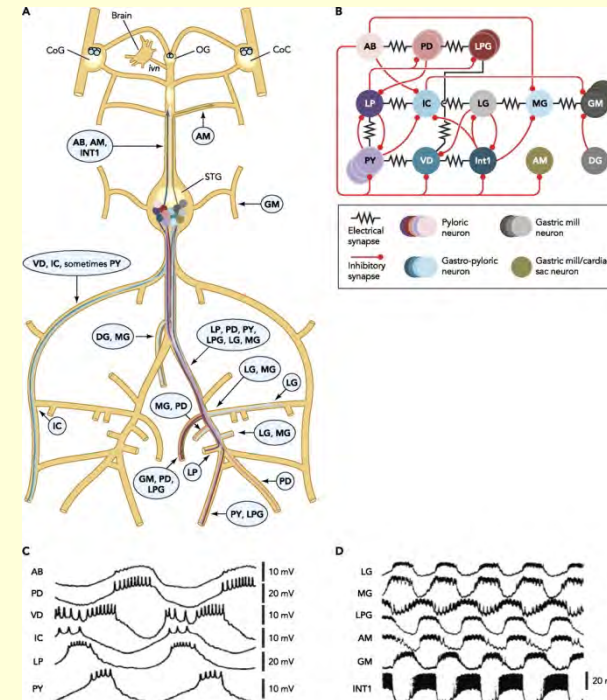 A
Brain
CoG
OG
CoC
ivn
AM
AB, AM,
INT1
STG
GM
VD, IC, sometimes PY
DG, MG
LP, PD, PY,
LPG, LG, MG
LG, MG
LG
MG, PD
IC
LG, MG
LP
GM, PD,
LPG
PD
PY, LPG
B
AB PD LPG
LP IC LG MG GM
PY VD Int1 AM DG
Electrical
synapse
Pyloric
neuron
Gastric mill
neuron
Inhibitory
synapse
Gastro-pyloric
neuron
Gastric mill/cardia
sac neuron
C
AB
10 mV
PD
20 mV
VD
10 mV
IC
10 mV
LP
20 mV
PY
10 mV
D
LG
MG
LPG
AM
GM
INT1
20 m